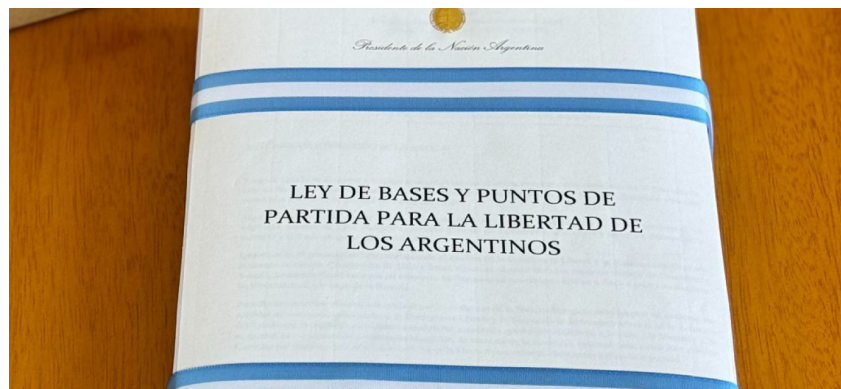 Presidente de la Nación Argentina
LEY DE BASES Y PUNTOS DE
PARTIDA PARA LA LIBERTAD DE
LOS ARGENTINOS